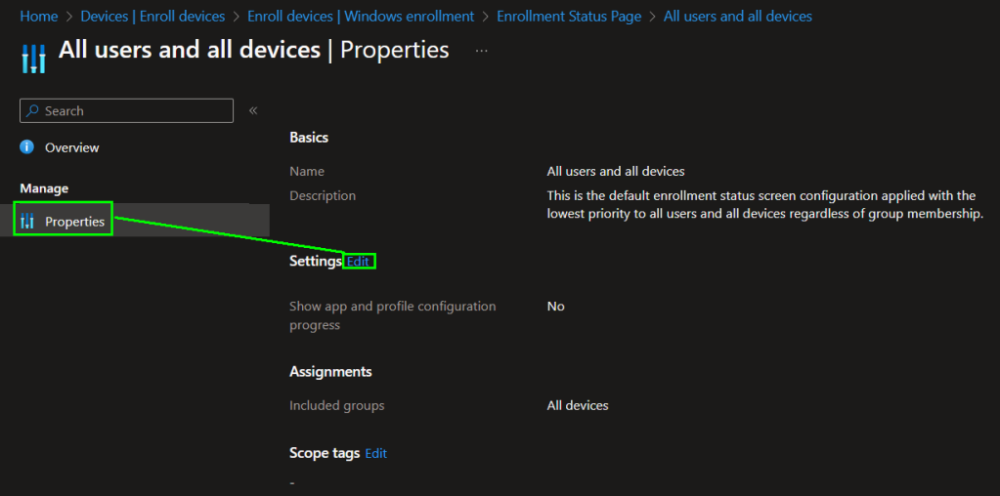 Home > Devices | Enroll devices > Enroll devices | Windows enrollment > Enrollment Status Page > All users and all devices
All users and all devices | Properties ...
Search «
Overview
Manage
Properties
Basics
Name All users and all devices
Description This is the default enrollment status screen configuration applied with the
lowest priority to all users and all devices regardless of group membership.
Settings Edit
Show app and profile configuration No
progress
Assignments
Included groups All devices
Scope tags Edit
-